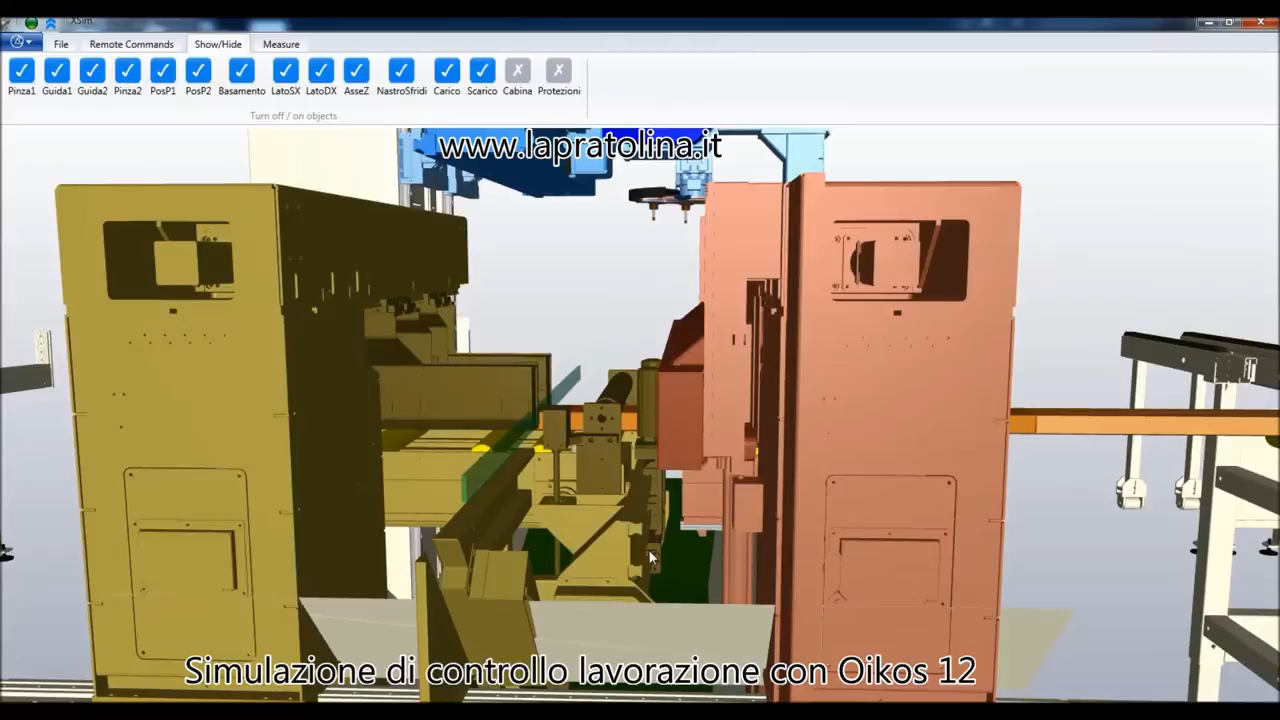 XSim
File Remote Commands Show/Hide Measure
Pinza1 Guida1 Guida2 Pinza2 PosP1 PosP2 Basamento LatoSX LatoDX AsseZ NastroSfridi Carico Scarico Cabina Protezioni
Turn off / on objects
www.lapratolina.it
Simulazione di controllo lavorazione con Oikos 12